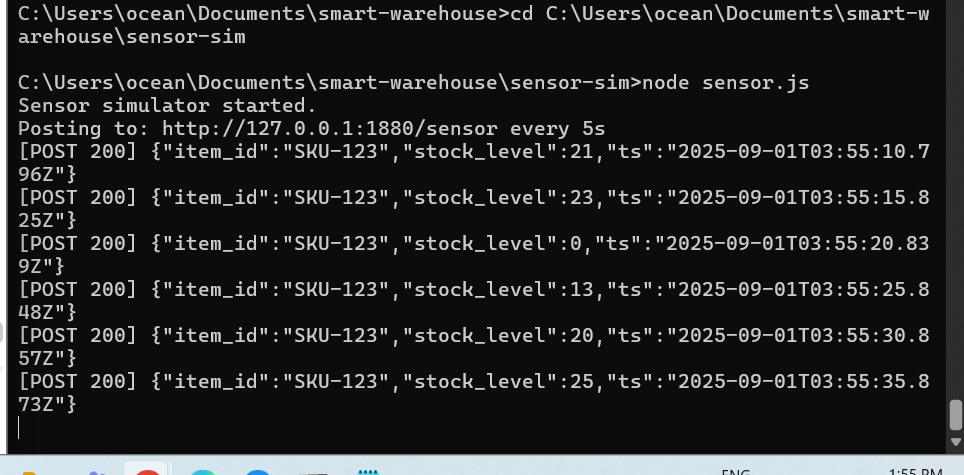 C:\Users\ocean\Documents\smart-warehouse>cd C:\Users\ocean\Documents\smart-w
arehouse\sensor-sim
C:\Users\ocean\Documents\smart-warehouse\sensor-sim>node sensor.js
Sensor simulator started.
Posting to: http://127.0.0.1:1880/sensor every 5s
[POST 200] {"item_id":"SKU-123","stock_level":21,"ts":"2025-09-01T03:55:10.7
96Z"}
[POST 200] {"item_id":"SKU-123","stock_level":23,"ts":"2025-09-01T03:55:15.8
25Z"}
[POST 200] {"item_id":"SKU-123","stock_level":0,"ts":"2025-09-01T03:55:20.83
9Z"}
[POST 200] {"item_id":"SKU-123","stock_level":13,"ts":"2025-09-01T03:55:25.8
48Z"}
[POST 200] {"item_id":"SKU-123","stock_level":20,"ts":"2025-09-01T03:55:30.8
57Z"}
[POST 200] {"item_id":"SKU-123","stock_level":25,"ts":"2025-09-01T03:55:35.8
73Z"}
ENG
1:55 PM